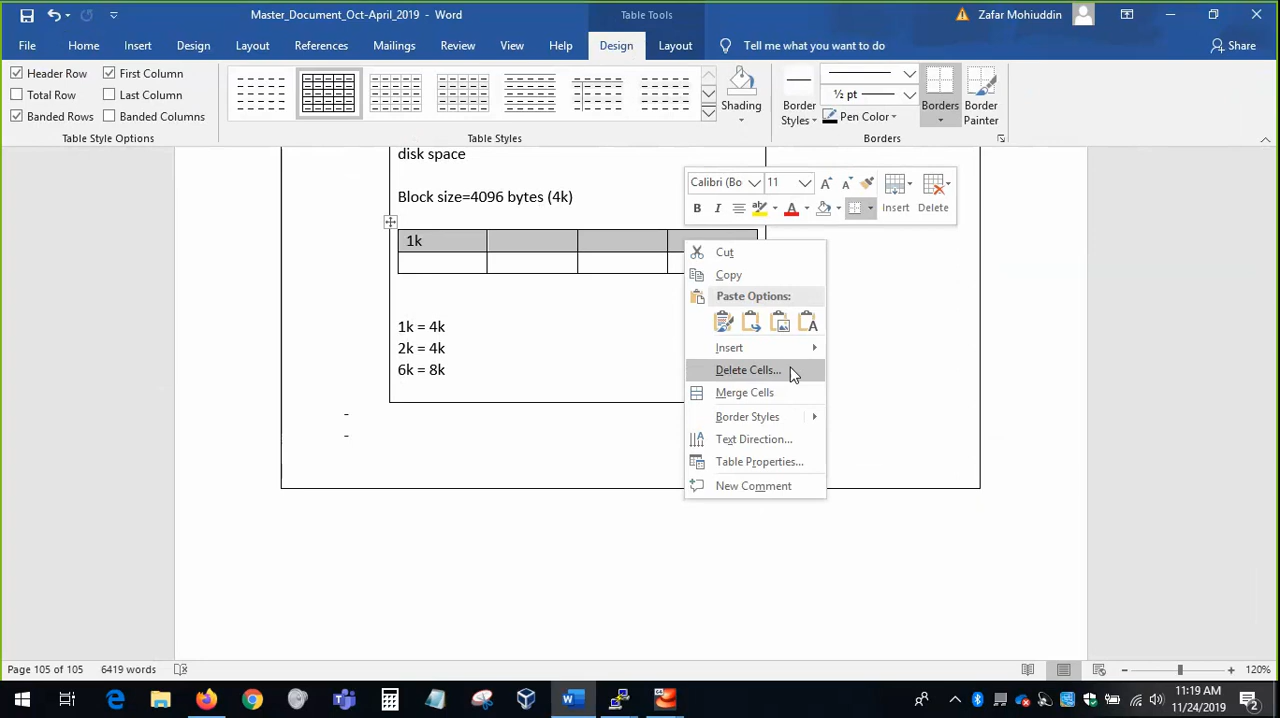 Master_Document_Oct-April_2019 - Word
Table Tools
Zafar Mohiuddin
File Home Insert Design Layout References Mailings Review View Help Design Layout Tell me what you want to do Share
Header Row First Column
Total Row Last Column
Banded Rows Banded Columns
Table Style Options
Table Styles
Shading
Border Styles
½ pt
Pen Color
Borders
Border Painter
Borders
disk space
Block size=4096 bytes (4k)
1k
1k = 4k
2k = 4k
6k = 8k
-
-
Calibri (Bo 11
B I Insert Delete
Cut
Copy
Paste Options:
Insert
Delete Cells...
Merge Cells
Border Styles
Text Direction...
Table Properties...
New Comment
Page 105 of 105 6419 words 120%
11:19 AM
11/24/2019
2